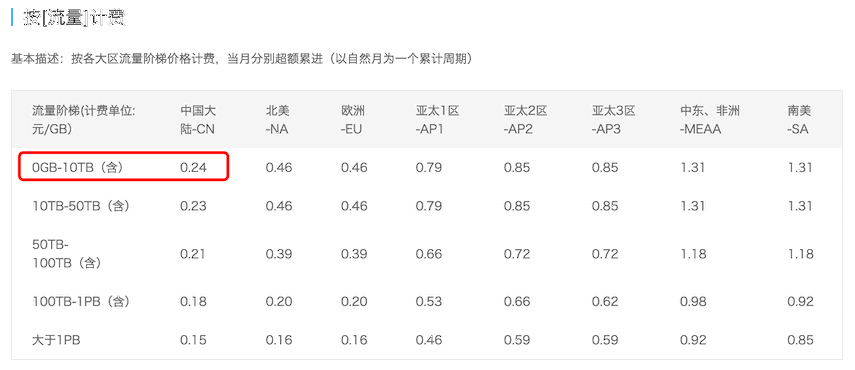 按[流量]计费
基本描述：按各大区流量阶梯价格计费，当月分别超额累进（以自然月为一个累计周期）
流量阶梯(计费单位: 中国大 北美 欧洲 亚太1区 亚太2区 亚太3区 中东、非洲 南美
元/GB） 陆-CN -NA -EU -AP1 -AP2 -AP3 -MEAA -SA
0GB-10TB（含） 0.24 0.46 0.46 0.79 0.85 0.85 1.31 1.31
10TB-50TB（含） 0.23 0.46 0.46 0.79 0.85 0.85 1.31 1.31
50TB-
100TB（含） 0.21 0.39 0.39 0.66 0.72 0.72 1.18 1.18
100TB-1PB（含） 0.18 0.20 0.20 0.53 0.66 0.62 0.98 0.92
大于1PB 0.15 0.16 0.16 0.46 0.59 0.59 0.92 0.85